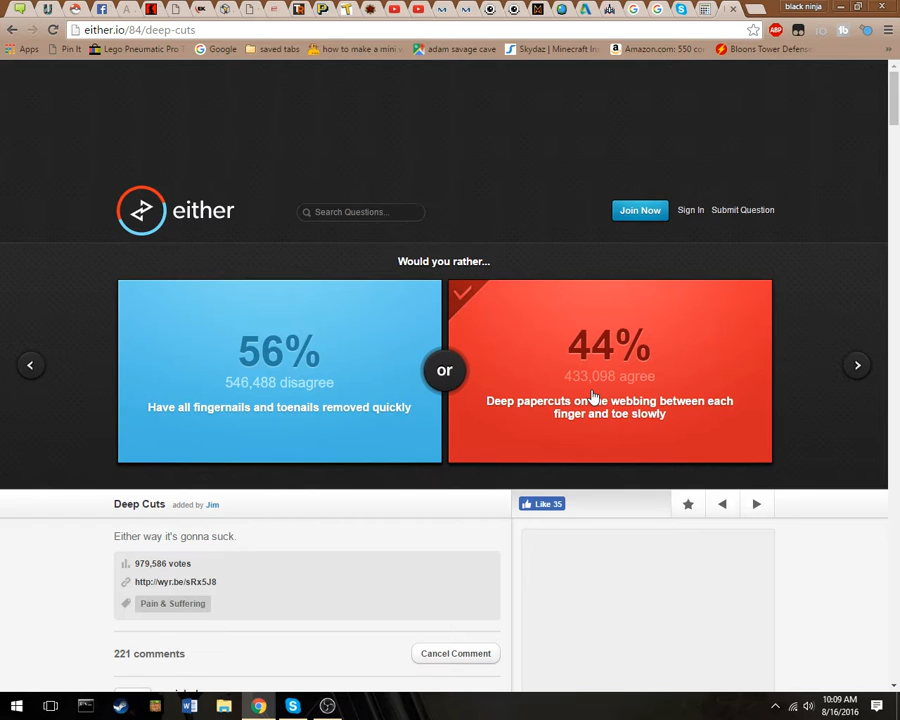 black ninja
either.io/84/deep-cuts
Apps Pin It Lego Pneumatic Pro Google saved tabs how to make a mini adam savage cave Skydaz | Minecraft In Amazon.com: 550 co Bloons Tower Defens
either
Search Questions...
Join Now Sign In Submit Question
Would you rather...
56%
546,488 disagree
Have all fingernails and toenails removed quickly
or
44%
433,098 agree
Deep papercuts on the webbing between each
finger and toe slowly
Deep Cuts added by Jim
Like 35
Either way it's gonna suck.
979,586 votes
http://wyr.be/sRx5J8
Pain & Suffering
221 comments
Cancel Comment
10:09 AM
8/16/2016